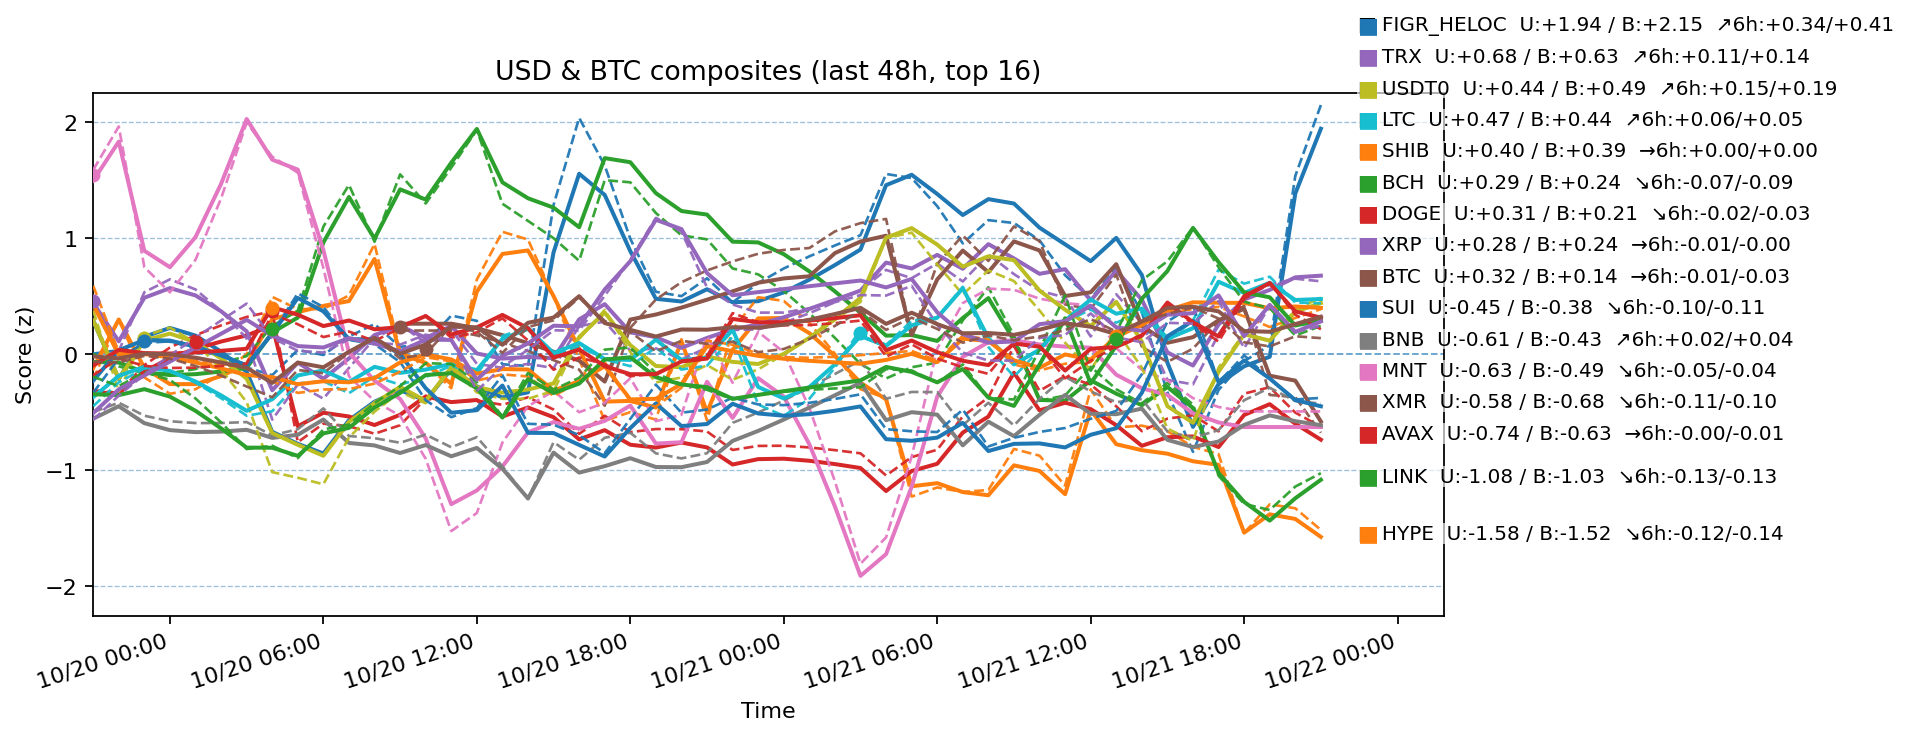 USD & BTC composites (last 48h, top 16)
FIGR_HELOC U:+1.94 / B:+2.15 ↗6h:+0.34/+0.41
TRX U:+0.68 / B:+0.63 ↗6h:+0.11/+0.14
USDT0 U:+0.44 / B:+0.49 ↗6h:+0.15/+0.19
LTC U:+0.47 / B:+0.44 ↗6h:+0.06/+0.05
SHIB U:+0.40 / B:+0.39 →6h:+0.00/+0.00
BCH U:+0.29 / B:+0.24 ↘6h:-0.07/-0.09
DOGE U:+0.31 / B:+0.21 ↘6h:-0.02/-0.03
XRP U:+0.28 / B:+0.24 →6h:-0.01/-0.00
BTC U:+0.32 / B:+0.14 →6h:-0.01/-0.03
SUI U:-0.45 / B:-0.38 ↘6h:-0.10/-0.11
BNB U:-0.61 / B:-0.43 ↗6h:+0.02/+0.04
MNT U:-0.63 / B:-0.49 ↘6h:-0.05/-0.04
XMR U:-0.58 / B:-0.68 ↘6h:-0.11/-0.10
AVAX U:-0.74 / B:-0.63 →6h:-0.00/-0.01
LINK U:-1.08 / B:-1.03 ↘6h:-0.13/-0.13
HYPE U:-1.58 / B:-1.52 ↘6h:-0.12/-0.14
Score (z)
2
1
0
−1
−2
10/20 00:00
10/20 06:00
10/20 12:00
10/20 18:00
10/21 00:00
10/21 06:00
10/21 12:00
10/21 18:00
10/22 00:00
Time